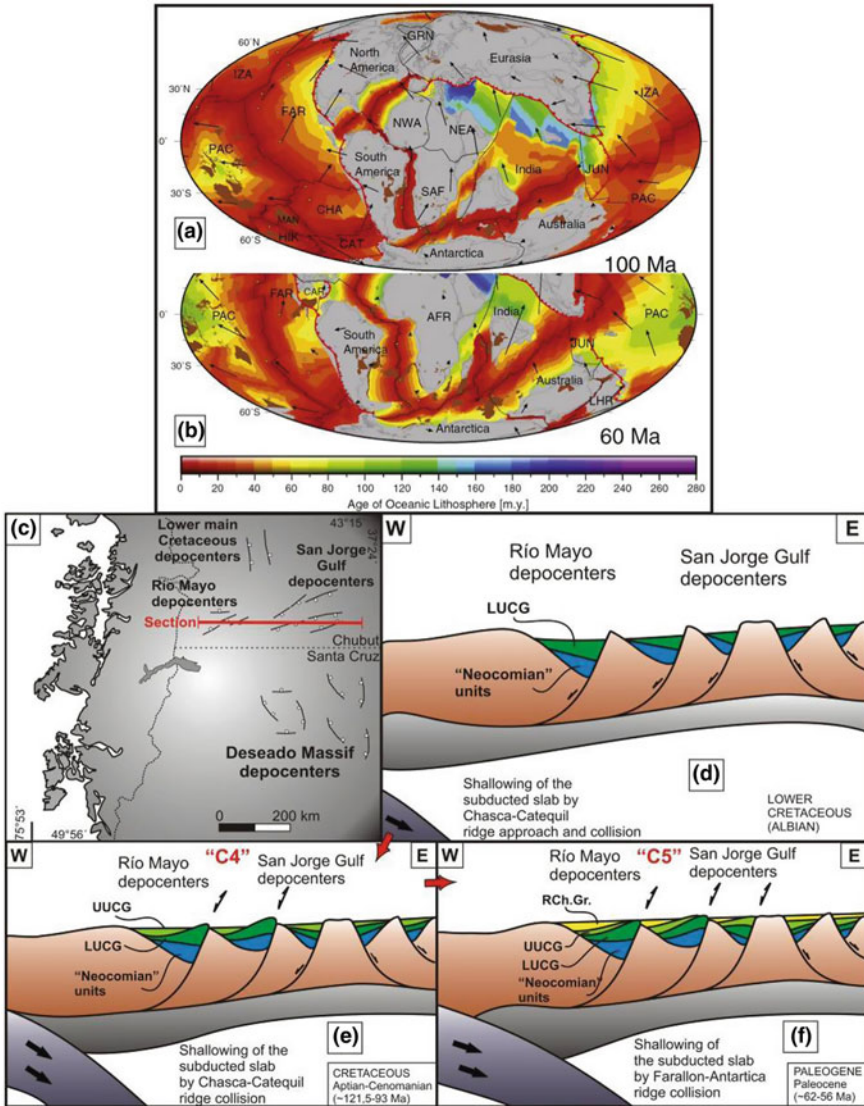 60°N
30°N
0°
30°S
60°S
GRN
North
America
Eurasia
IZA
FAR
NWA
NEA
IZA
PAC
South
America
India
JUN
SAF
PAC
CHA
MAN
HIK
CAT
Australia
Antarctica
(a)
100 Ma
0°
30°S
60°S
FAR
CAR
PAC
AFR
India
PAC
South
America
JUN
Australia
LHR
Antarctica
(b)
60 Ma
0 20 40 60 80 100 120 140 160 180 200 220 240 260 280
Age of Oceanic Lithosphere [m.y.]
(c)
Lower main
Cretaceous
depocenters
43°15
37°24'
San Jorge
Gulf
depocenters
Río Mayo
depocenters
Section
Chubut
Santa Cruz
Deseado Massif
depocenters
0 200 km
75°53'
49°56'
W
E
Río Mayo
depocenters
San Jorge Gulf
depocenters
LUCG
"Neocomian"
units
(d)
Shallowing of the
subducted slab by
Chasca-Catequil
ridge approach and collision
LOWER
CRETACEOUS
(ALBIAN)
W
E
Río Mayo
depocenters
"C4"
San Jorge Gulf
depocenters
UUCG
LUCG
"Neocomian"
units
(e)
Shallowing of the
subducted slab
by Chasca-Catequil
ridge collision
CRETACEOUS
Aptian-Cenomanian
(~121,5-93 Ma)
W
E
Río Mayo
depocenters
"C5"
San Jorge Gulf
depocenters
RCh.Gr.
UUCG
LUCG
"Neocomian"
units
(f)
Shallowing of
the subducted slab
by Farallon-Antartica
ridge collision
PALEOGENE
Paleocene
(~62-56 Ma)